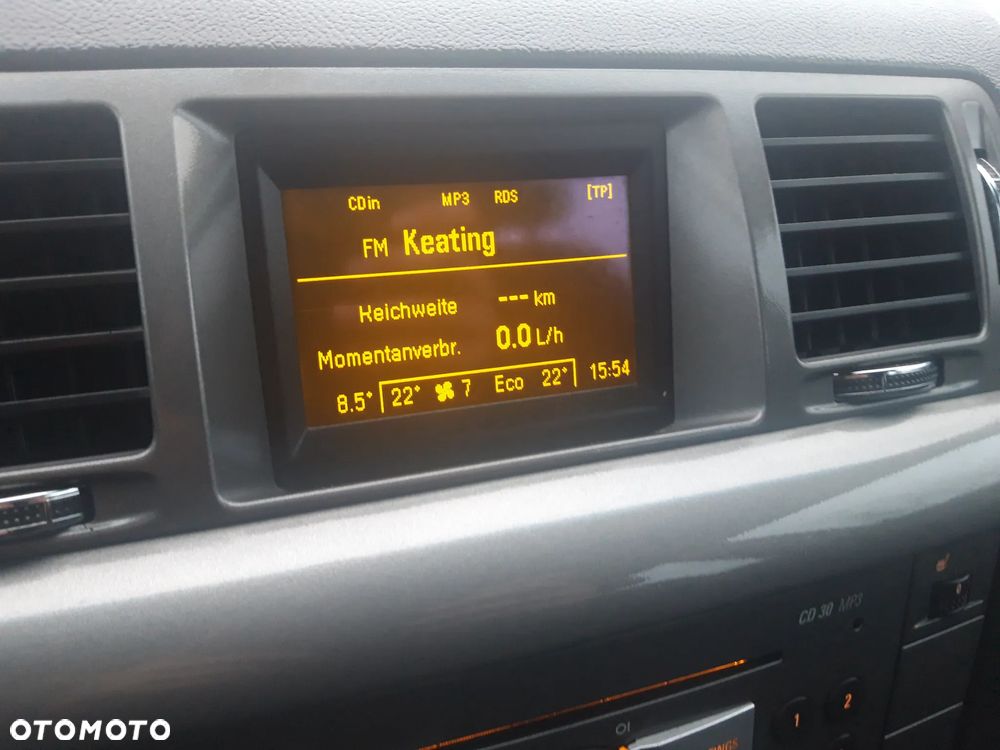 CDin MP3 RDS [TP]
FM Keating
Reichweite --- km
Momentanverbr. 0.0 L/h
8.5° 22° 7 Eco 22° 15:54
CD 30 MP3
2
1
OTOMOTO